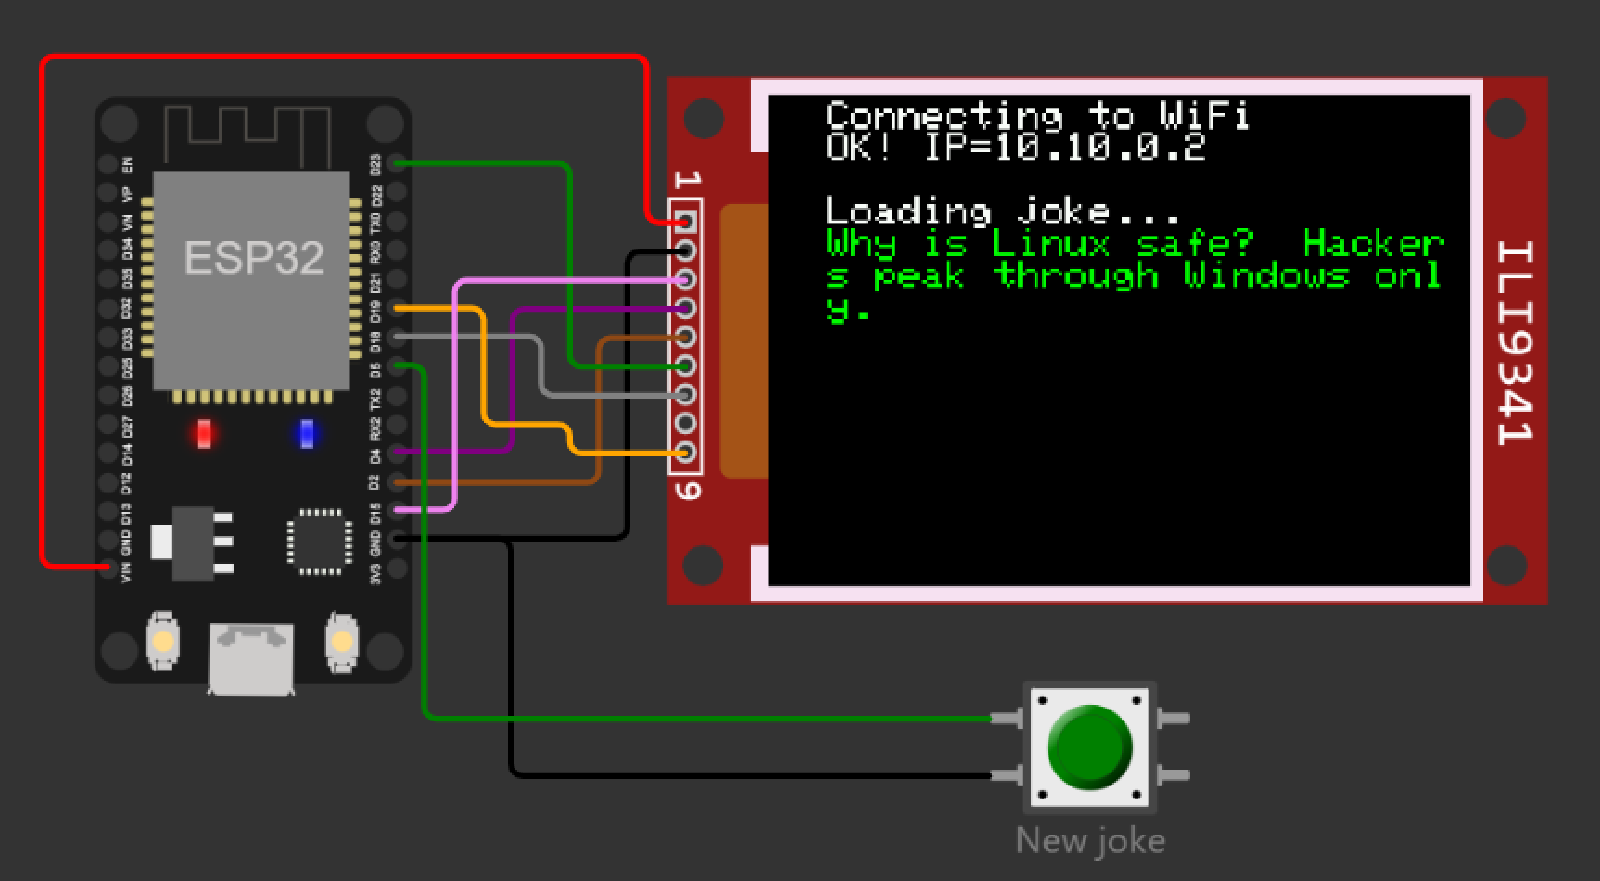 Connecting to WiFi
OK! IP=10.10.0.2
Loading joke...
Why is Linux safe?  Hacker
s peak through Windows onl
y.
ESP32
EN
VP
VN
D34
D35
D32
D33
D25
D26
D27
D14
D12
D13
GND
VIN
D23
D22
TX0
RX0
D21
D19
D18
D5
TX2
RX2
D4
D2
D15
GND
3V3
1
9
ILI9341
New joke